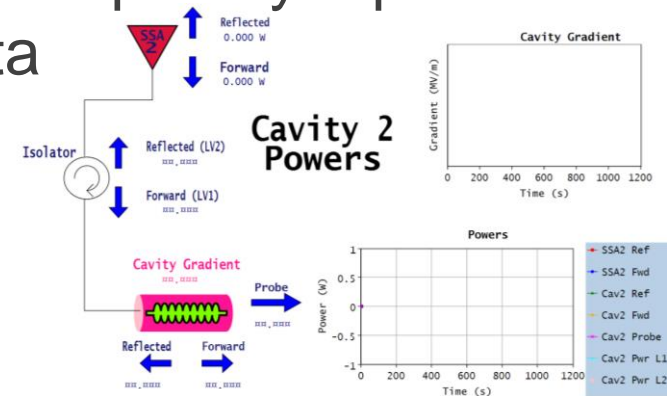 ta
SSA
2
Reflected
0.000 W
Forward
0.000 W
Isolator
Reflected (LV2)
¤¤.¤¤¤
Forward (LV1)
¤¤.¤¤¤
Cavity 2
Powers
Cavity Gradient
¤¤.¤¤¤
Probe
¤¤.¤¤¤
Reflected
Forward
¤¤.¤¤¤
¤¤.¤¤¤
Cavity Gradient
Gradient (MV/m)
0 200 400 600 800 1000 1200
Time (s)
Powers
Power (W)
1
0.5
0
-0.5
-1
0 200 400 600 800 1000 1200
Time (s)
SSA2 Ref
SSA2 Fwd
Cav2 Ref
Cav2 Fwd
Cav2 Probe
Cav2 Pwr L1
Cav2 Pwr L2